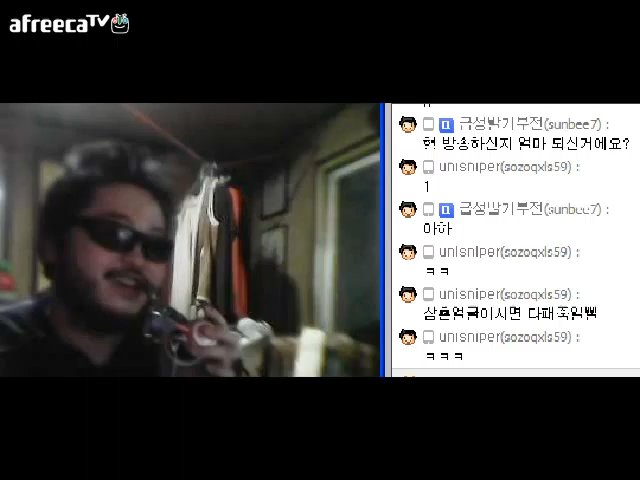 afreecaTV
급성발기부전(sunbee7) :
형 방송하신지 얼마 되신거에요?
unisniper(sozoqxls59) :
1
급성발기부전(sunbee7) :
아하
unisniper(sozoqxls59) :
ㅋㅋ
unisniper(sozoqxls59) :
unisniper(sozoqxls59) :
ㅋㅋㅋ